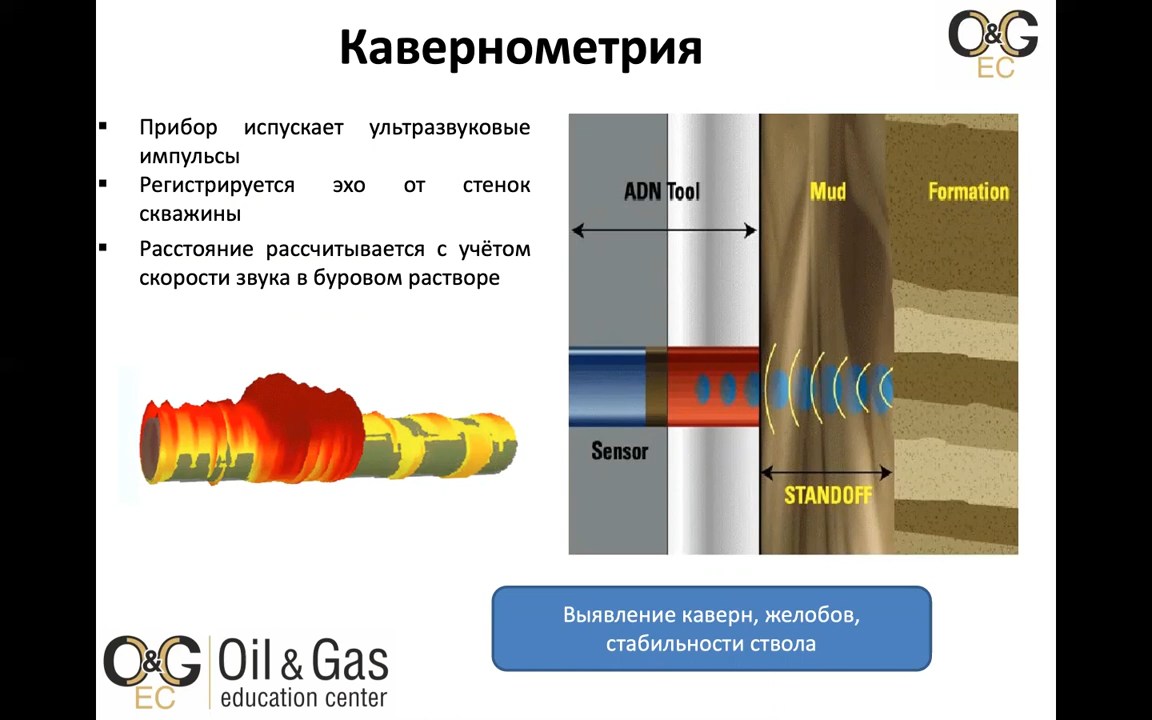 Кавернометрия
O&G
EC
▪ Прибор испускает ультразвуковые
импульсы
▪ Регистрируется эхо от стенок
скважины
▪ Расстояние рассчитывается с учётом
скорости звука в буровом растворе
ADN Tool
Mud
Formation
Sensor
STANDOFF
Выявление каверн, желобов,
стабильности ствола
O&G
EC
Oil & Gas
education center